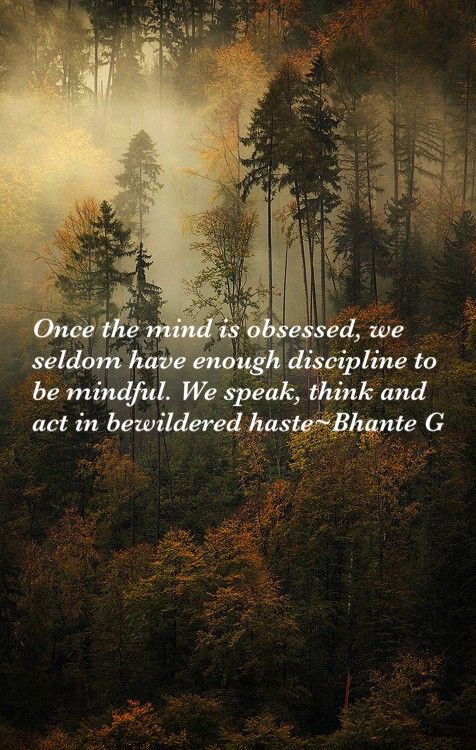 Once the mind is obsessed, we
seldom have enough discipline to
be mindful. We speak, think and
act in bewildered haste~Bhante G